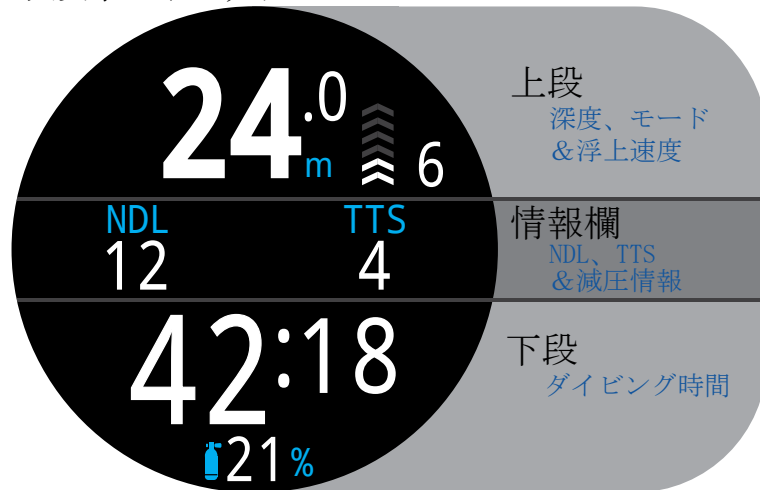 24.0m 6
上段
深度、モード
&浮上速度
NDL TTS
12 4
情報欄
NDL、TTS
&減圧情報
42:18
21%
下段
ダイビング時間